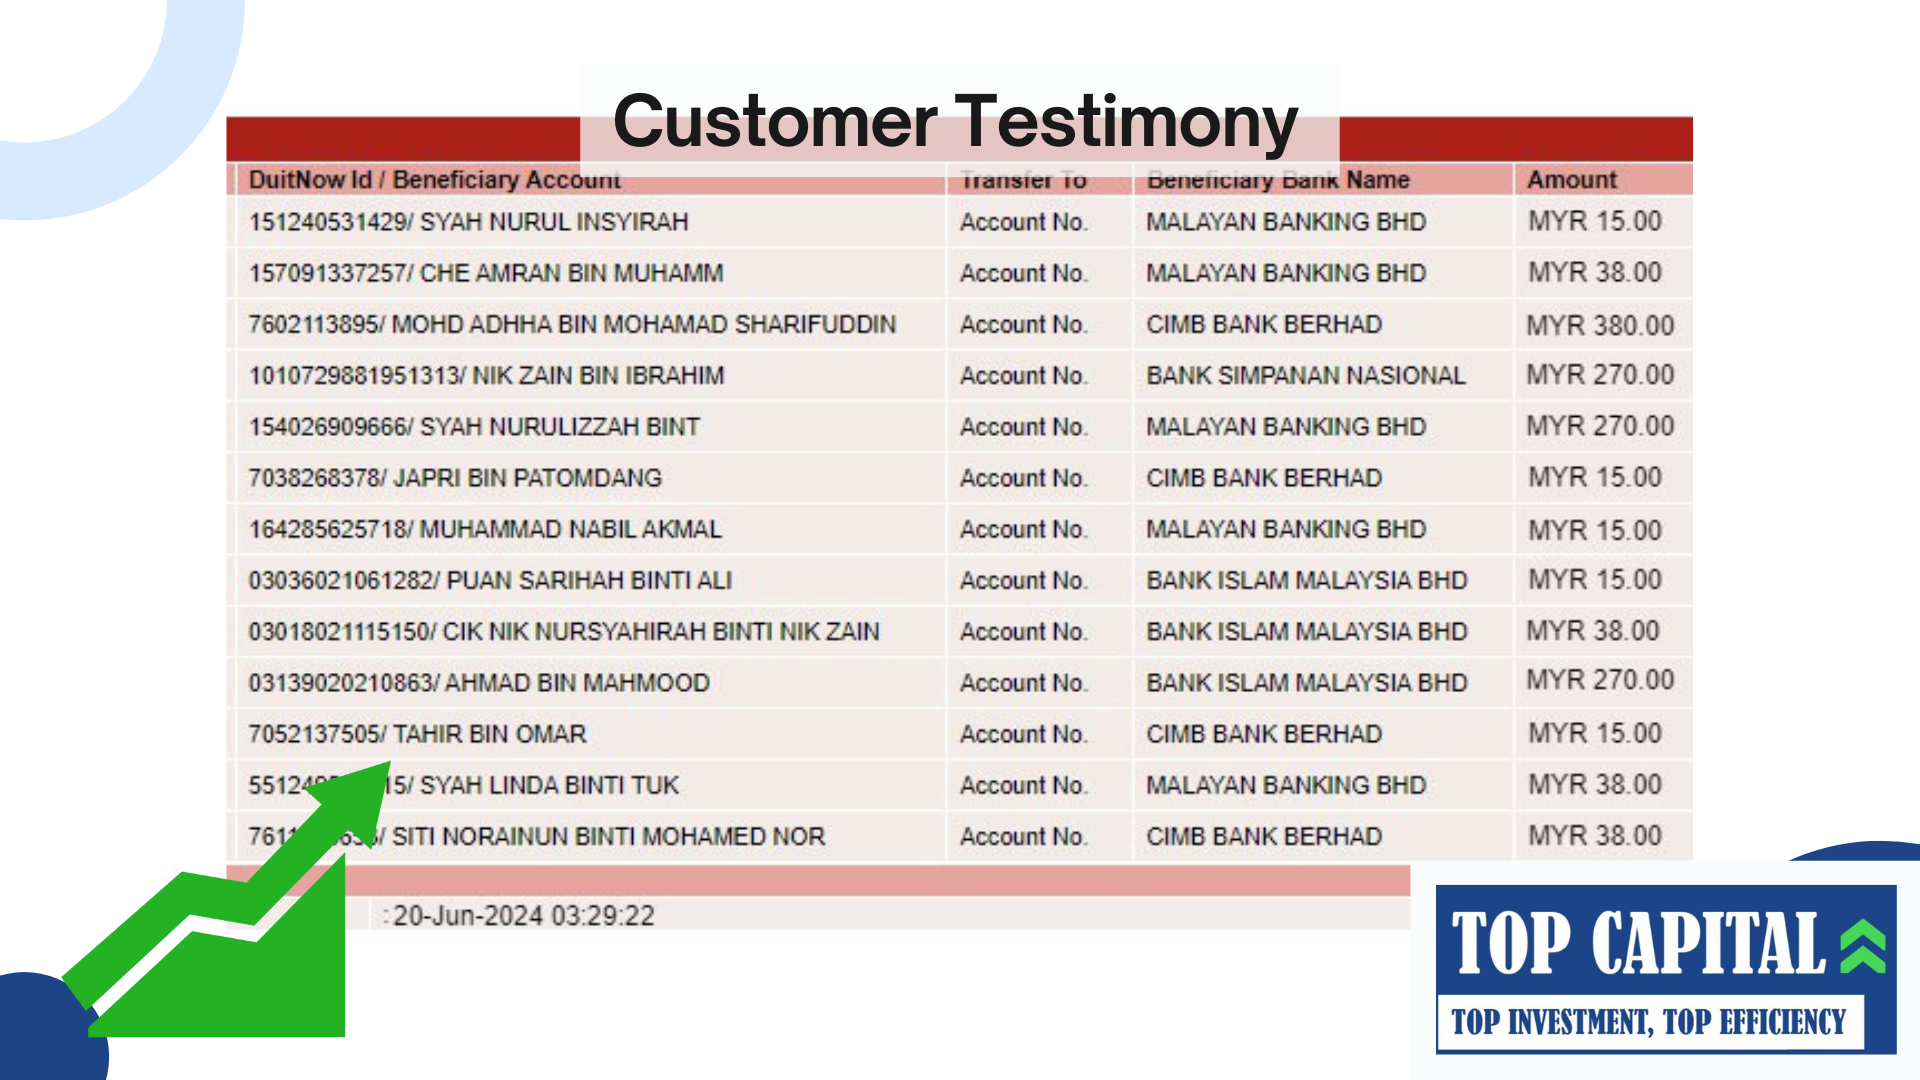 Customer Testimony
DuitNow Id / Beneficiary Account Transfer To Beneficiary Bank Name Amount
151240531429/ SYAH NURUL INSYIRAH Account No. MALAYAN BANKING BHD MYR 15.00
157091337257/ CHE AMRAN BIN MUHAMM Account No. MALAYAN BANKING BHD MYR 38.00
7602113895/ MOHD ADHHA BIN MOHAMAD SHARIFUDDIN Account No. CIMB BANK BERHAD MYR 380.00
1010729881951313/ NIK ZAIN BIN IBRAHIM Account No. BANK SIMPANAN NASIONAL MYR 270.00
154026909666/ SYAH NURULIZZAH BINT Account No. MALAYAN BANKING BHD MYR 270.00
7038268378/ JAPRI BIN PATOMDANG Account No. CIMB BANK BERHAD MYR 15.00
164285625718/ MUHAMMAD NABIL AKMAL Account No. MALAYAN BANKING BHD MYR 15.00
03036021061282/ PUAN SARIHAH BINTI ALI Account No. BANK ISLAM MALAYSIA BHD MYR 15.00
03018021115150/ CIK NIK NURSYAHIRAH BINTI NIK ZAIN Account No. BANK ISLAM MALAYSIA BHD MYR 38.00
03139020210863/ AHMAD BIN MAHMOOD Account No. BANK ISLAM MALAYSIA BHD MYR 270.00
7052137505/ TAHIR BIN OMAR Account No. CIMB BANK BERHAD MYR 15.00
SYAH LINDA BINTI TUK Account No. MALAYAN BANKING BHD MYR 38.00
SITI NORAINUN BINTI MOHAMED NOR Account No. CIMB BANK BERHAD MYR 38.00
: 20-Jun-2024 03:29:22
TOP CAPITAL
TOP INVESTMENT, TOP EFFICIENCY